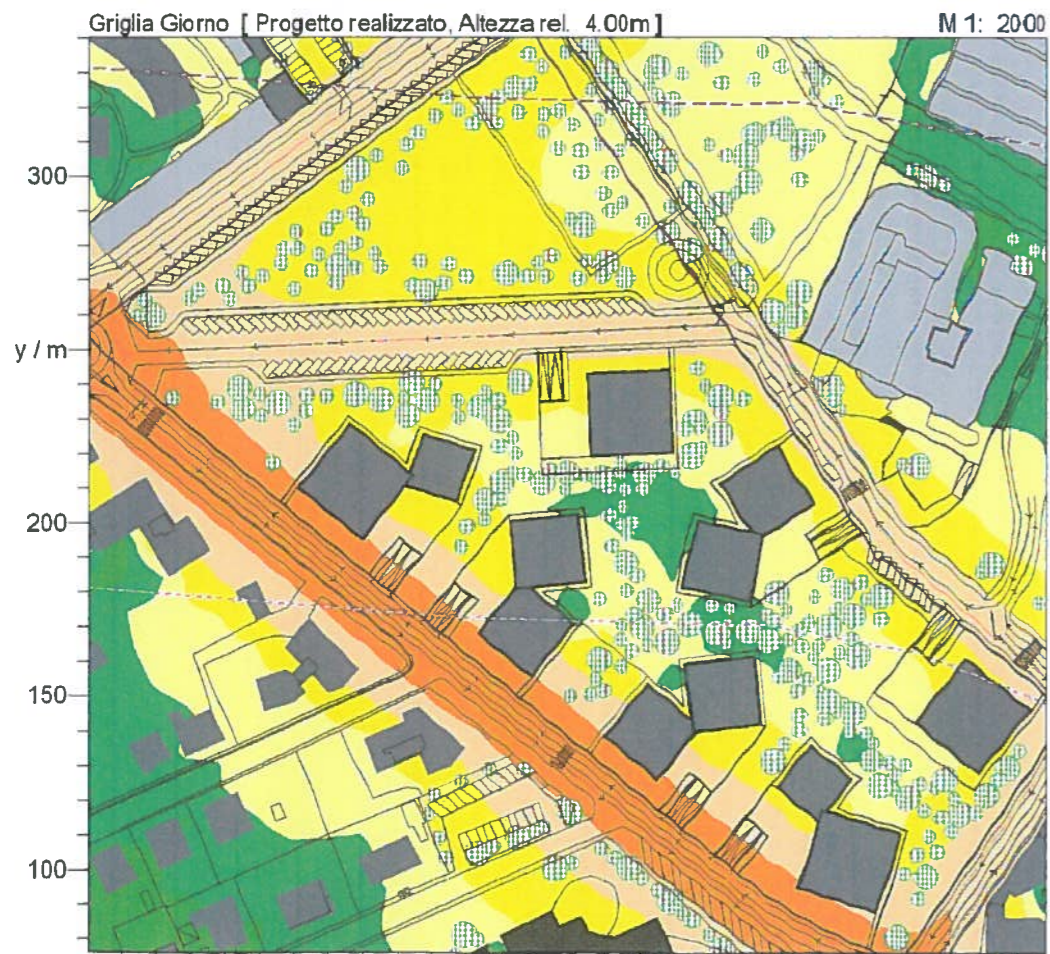 Griglia Giorno [ Progetto realizzato, Altezza rel. 4.00m ]
M 1: 2000
300
y / m
200
150
100